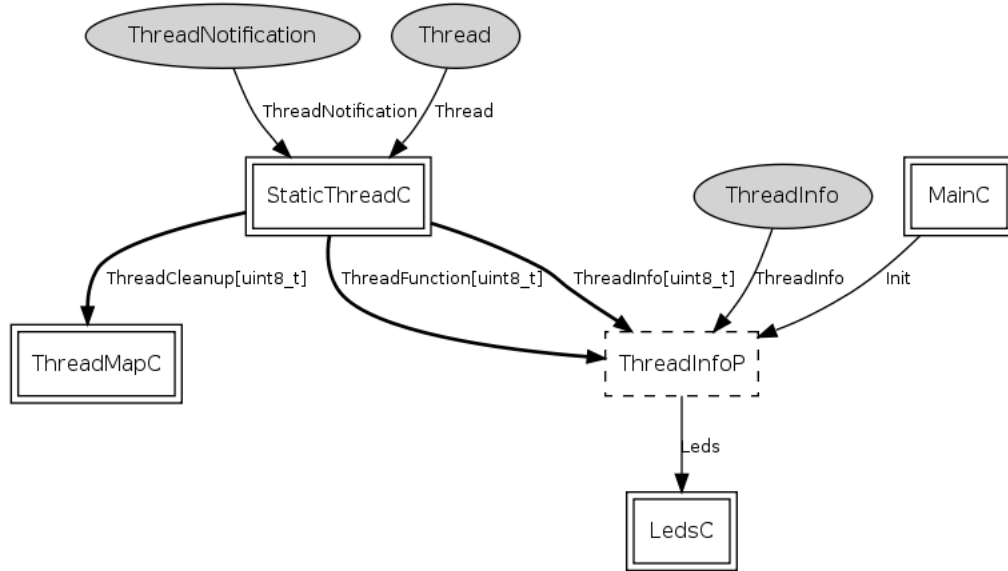 ThreadNotification
Thread
ThreadNotification
Thread
StaticThreadC
ThreadInfo
MainC
ThreadCleanup[uint8_t]
ThreadFunction[uint8_t]
ThreadInfo[uint8_t]
ThreadInfo
Init
ThreadMapC
ThreadInfoP
Leds
LedsC